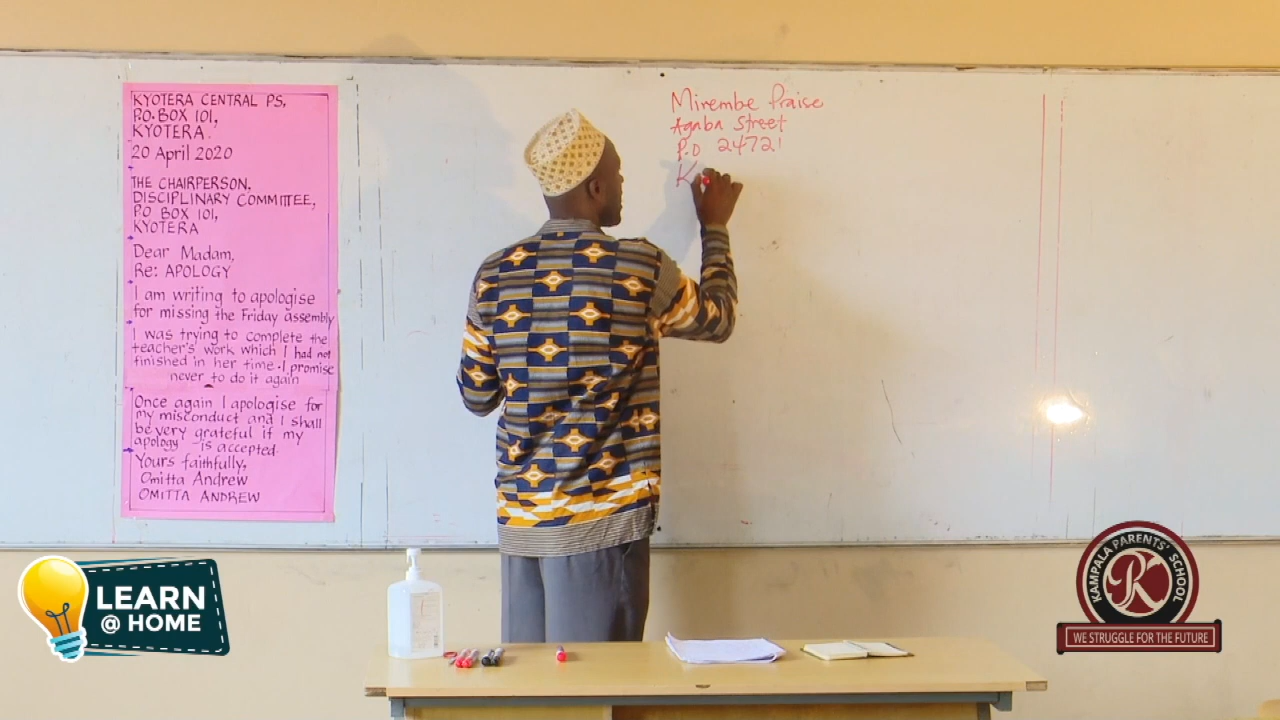 KYOTERA CENTRAL PS,
P.O. BOX 101,
KYOTERA.
20 April 2020
THE CHAIRPERSON,
DISCIPLINARY COMMITTEE,
P.O BOX 101,
KYOTERA
Dear Madam,
Re: APOLOGY
I am writing to apologise
for missing the Friday assembly
I was trying to complete the
teacher's work which I had not
finished in her time. I promise
never to do it again
Once again I apologise for
my misconduct and I shall
be very grateful if my
apology is accepted.
Yours faithfully,
Omitta Andrew
OMITTA ANDREW
Mirembe Praise
Agaba Street
P.O 24721
K
LEARN
@ HOME
KAMPALA PARENTS' SCHOOL
WE STRUGGLE FOR THE FUTURE